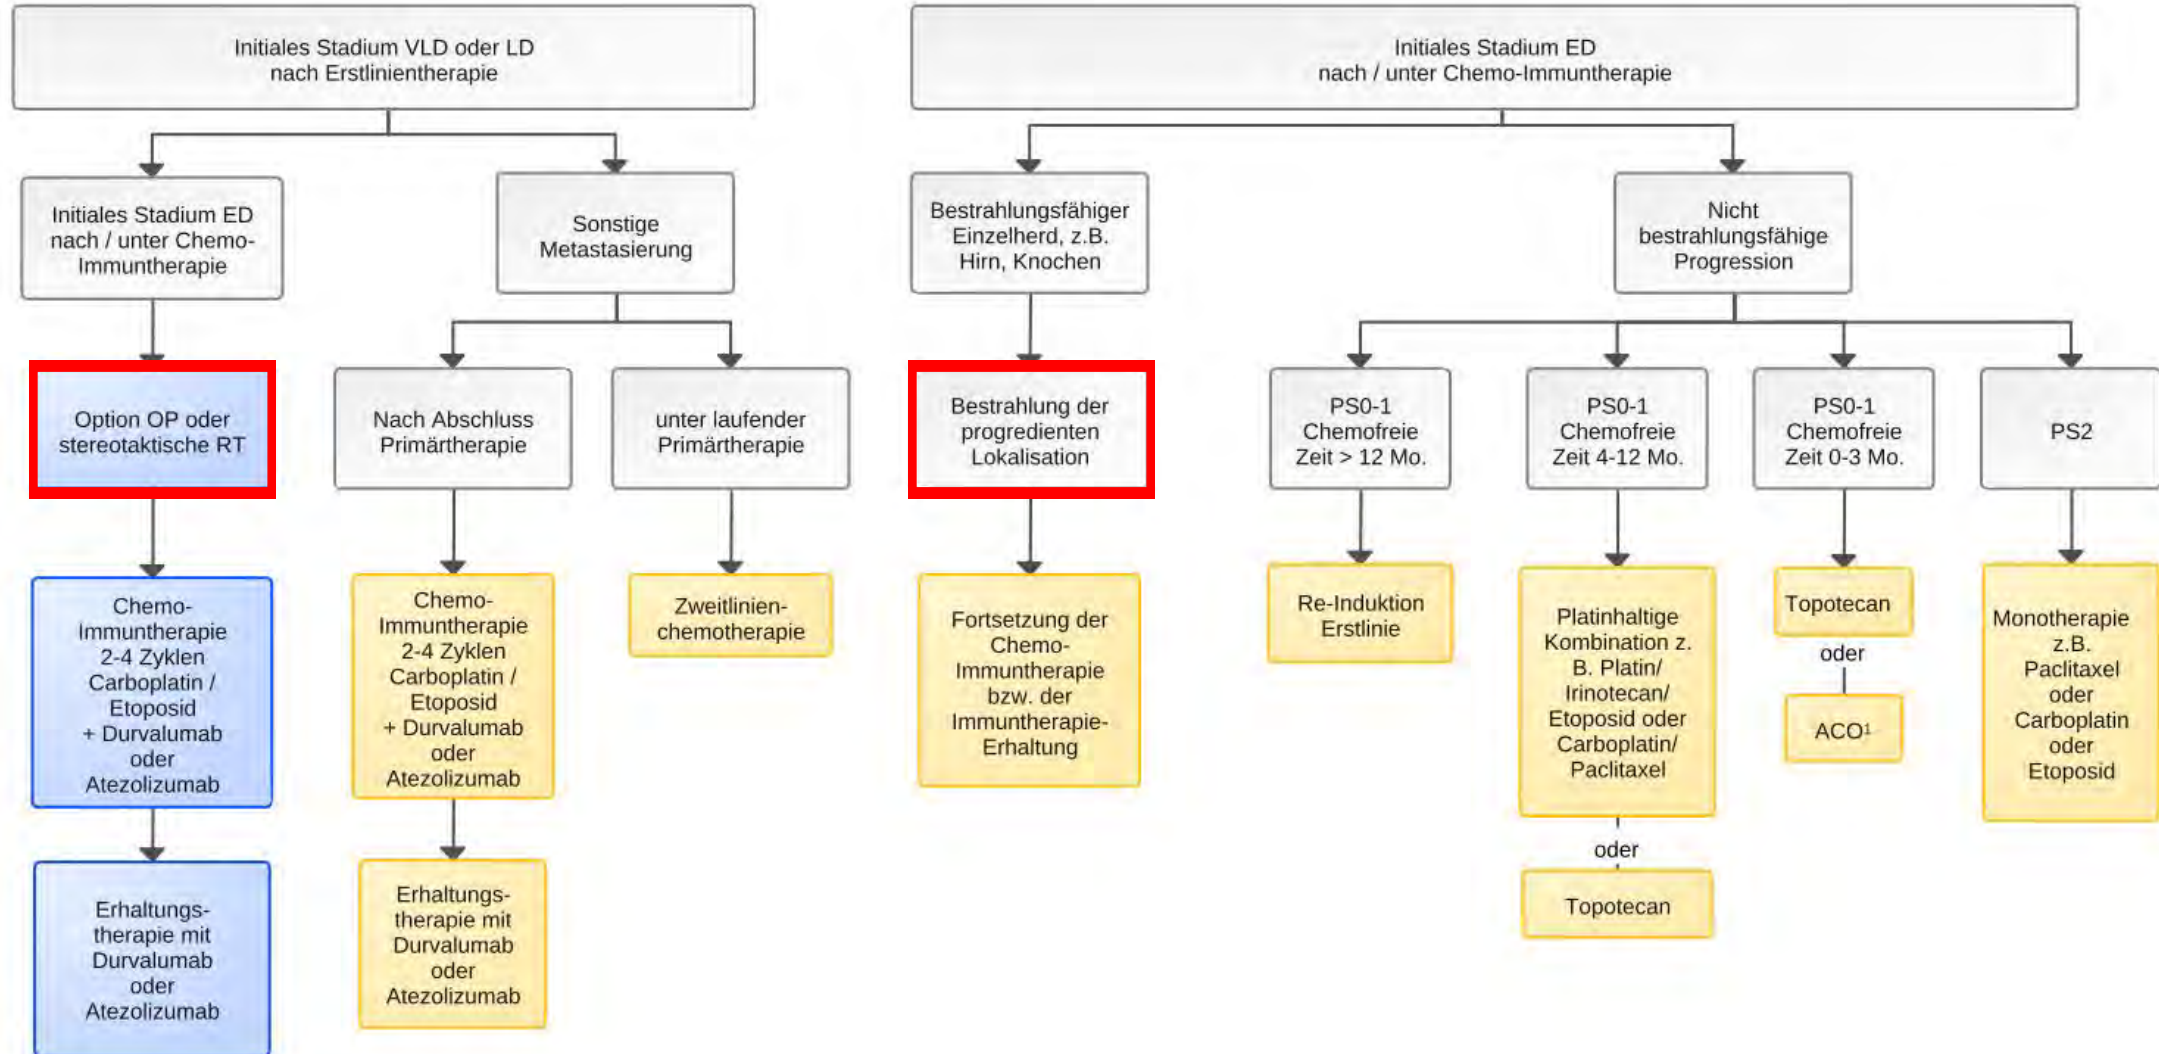 Initiales Stadium VLD oder LD
nach Erstlinientherapie
Initiales Stadium ED
nach / unter Chemo-Immuntherapie
Initiales Stadium ED
nach / unter Chemo-
Immuntherapie
Sonstige
Metastasierung
Bestrahlungsfähiger
Einzelherd, z.B.
Hirn, Knochen
Nicht
bestrahlungsfähige
Progression
Option OP oder
stereotaktische RT
Nach Abschluss
Primärtherapie
unter laufender
Primärtherapie
Bestrahlung der
progredienten
Lokalisation
PS0-1
Chemofreie
Zeit > 12 Mo.
PS0-1
Chemofreie
Zeit 4-12 Mo.
PS0-1
Chemofreie
Zeit 0-3 Mo.
PS2
Chemo-
Immuntherapie
2-4 Zyklen
Carboplatin /
Etoposid
+ Durvalumab
oder
Atezolizumab
Chemo-
Immuntherapie
2-4 Zyklen
Carboplatin /
Etoposid
+ Durvalumab
oder
Atezolizumab
Zweitlinien-
chemotherapie
Fortsetzung der
Chemo-
Immuntherapie
bzw. der
Immuntherapie-
Erhaltung
Re-Induktion
Erstlinie
Platinhaltige
Kombination z.
B. Platin/
Irinotecan/
Etoposid oder
Carboplatin/
Paclitaxel
oder
Topotecan
Topotecan
oder
ACO¹
Monotherapie
z.B.
Paclitaxel
oder
Carboplatin
oder
Etoposid
Erhaltungs-
therapie mit
Durvalumab
oder
Atezolizumab
Erhaltungs-
therapie mit
Durvalumab
oder
Atezolizumab